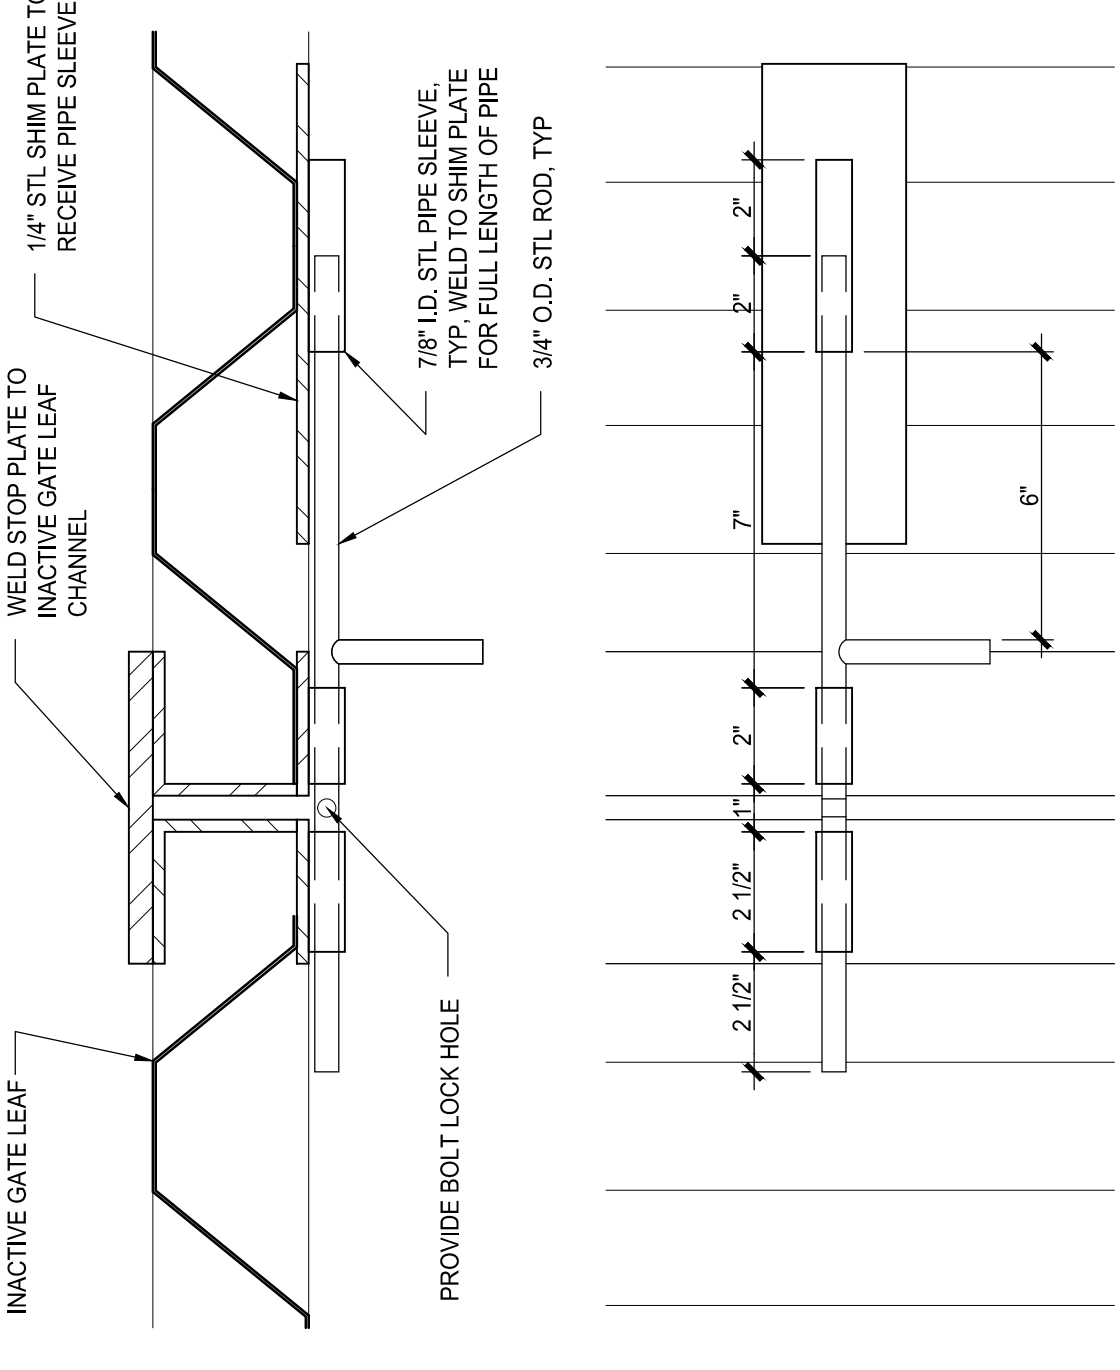 INACTIVE GATE LEAF
WELD STOP PLATE TO
INACTIVE GATE LEAF
CHANNEL
1/4" STL SHIM PLATE TO
RECEIVE PIPE SLEEVE
7/8" I.D. STL PIPE SLEEVE,
TYP, WELD TO SHIM PLATE
FOR FULL LENGTH OF PIPE
3/4" O.D. STL ROD, TYP
PROVIDE BOLT LOCK HOLE
2 1/2"
2 1/2"
1"
2"
7"
2"
2"
6"